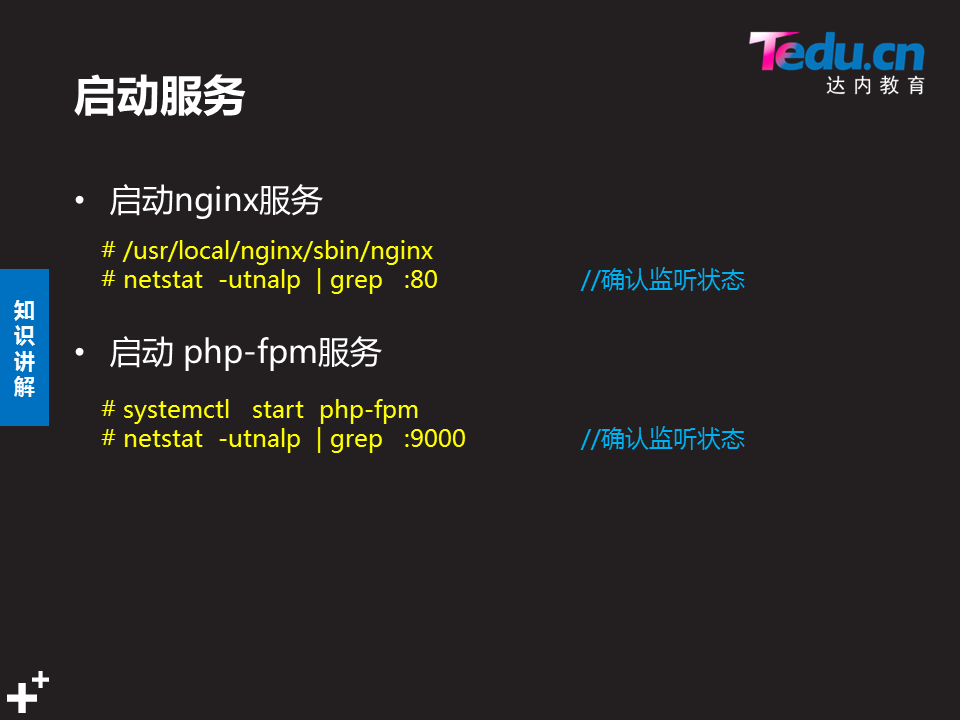 Tedu.cn
达内教育
启动服务
• 启动nginx服务
# /usr/local/nginx/sbin/nginx
# netstat -utnalp | grep :80 //确认监听状态
知识讲解
• 启动 php-fpm服务
# systemctl start php-fpm
# netstat -utnalp | grep :9000 //确认监听状态